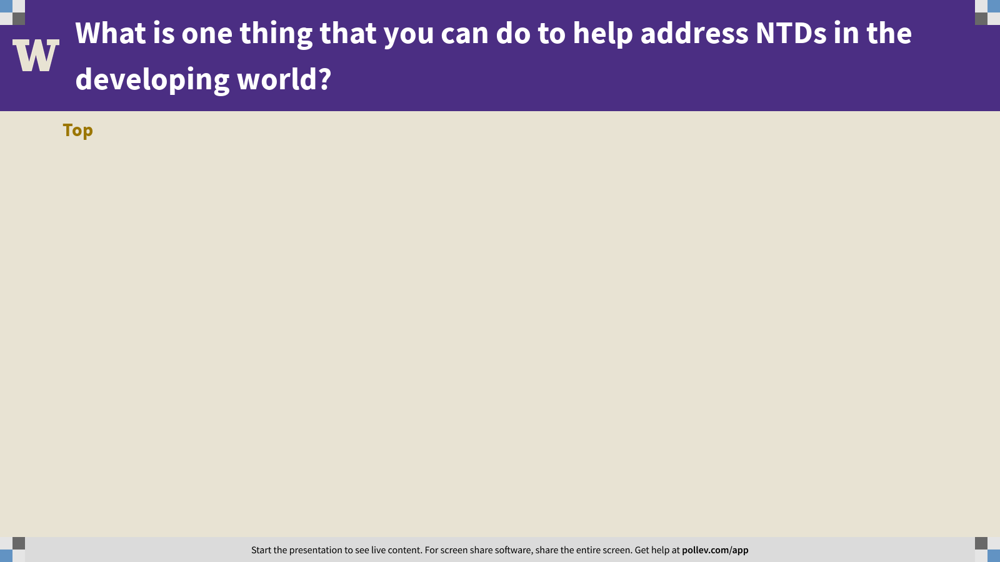 What is one thing that you can do to help address NTDs in the
developing world?
W
Top
Start the presentation to see live content. For screen share software, share the entire screen. Get help at pollev.com/app